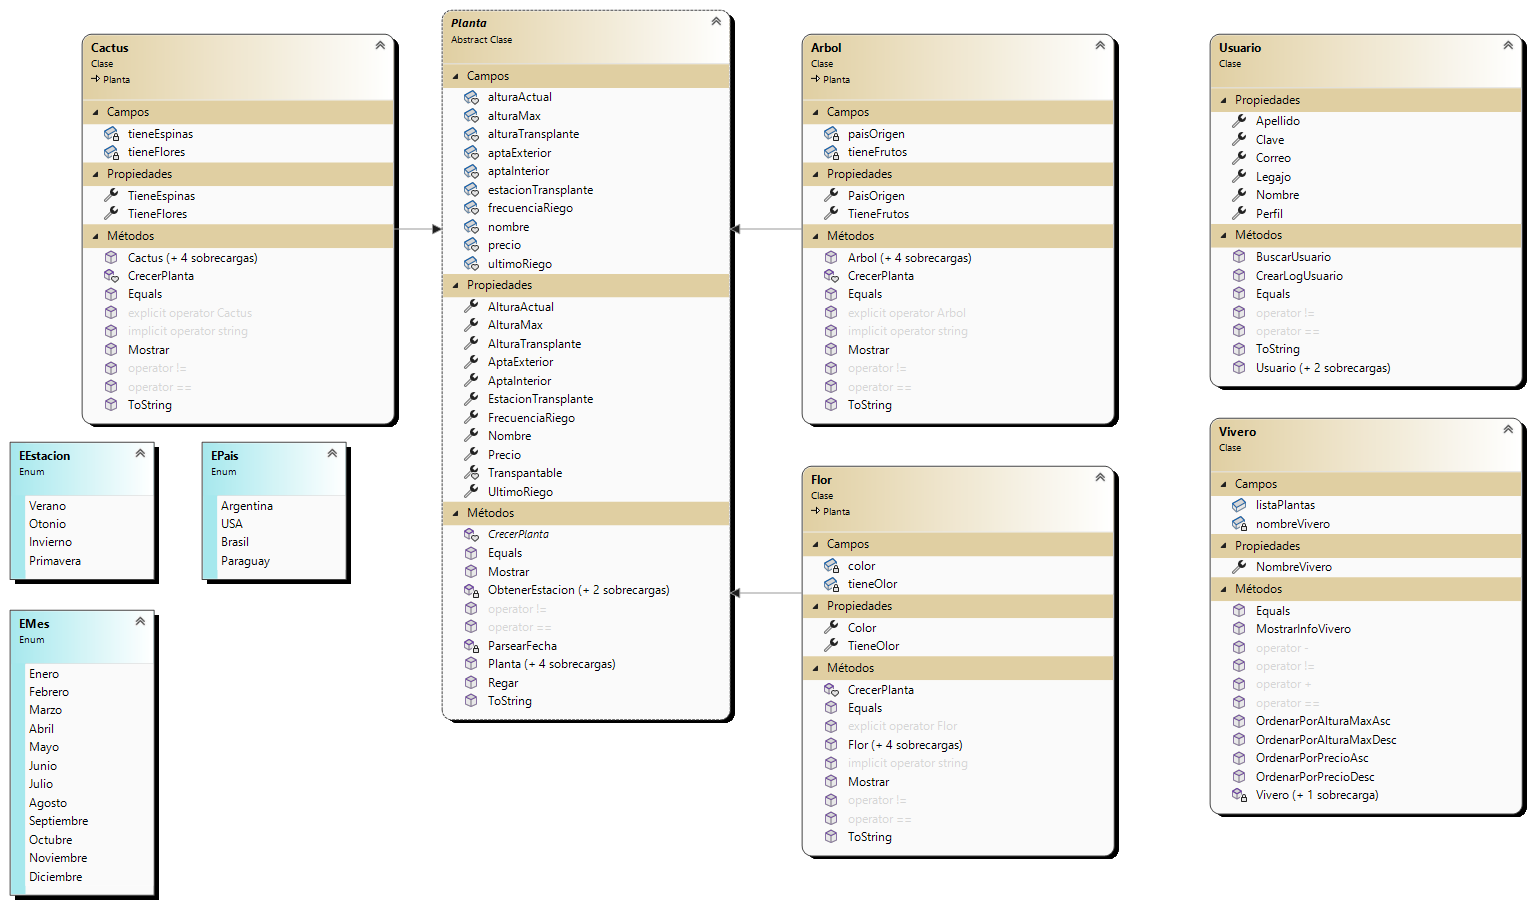 Cactus
Clase
Planta
Campos
tieneEspinas
tieneFlores
Propiedades
TieneEspinas
TieneFlores
Métodos
Cactus (+ 4 sobrecargas)
CrecerPlanta
Equals
explicit operator Cactus
implicit operator string
Mostrar
operator !=
operator ==
ToString
EEstacion
Enum
Verano
Otonio
Invierno
Primavera
EPais
Enum
Argentina
USA
Brasil
Paraguay
EMes
Enum
Enero
Febrero
Marzo
Abril
Mayo
Junio
Julio
Agosto
Septiembre
Octubre
Noviembre
Diciembre
Planta
Abstract Clase
Campos
alturaActual
alturaMax
alturaTransplante
aptaExterior
aptaInterior
estacionTransplante
frecuenciaRiego
nombre
precio
ultimoRiego
Propiedades
AlturaActual
AlturaMax
AlturaTransplante
AptaExterior
AptaInterior
EstacionTransplante
FrecuenciaRiego
Nombre
Precio
Transpantable
UltimoRiego
Métodos
CrecerPlanta
Equals
Mostrar
ObtenerEstacion (+ 2 sobrecargas)
operator !=
operator ==
ParsearFecha
Planta (+ 4 sobrecargas)
Regar
ToString
Arbol
Clase
Planta
Campos
paisOrigen
tieneFrutos
Propiedades
PaisOrigen
TieneFrutos
Métodos
Arbol (+ 4 sobrecargas)
CrecerPlanta
Equals
explicit operator Arbol
implicit operator string
Mostrar
operator !=
operator ==
ToString
Flor
Clase
Planta
Campos
color
tieneOlor
Propiedades
Color
TieneOlor
Métodos
CrecerPlanta
Equals
explicit operator Flor
Flor (+ 4 sobrecargas)
implicit operator string
Mostrar
operator !=
operator ==
ToString
Usuario
Clase
Propiedades
Apellido
Clave
Correo
Legajo
Nombre
Perfil
Métodos
BuscarUsuario
CrearLogUsuario
Equals
operator !=
operator ==
ToString
Usuario (+ 2 sobrecargas)
Vivero
Clase
Campos
listaPlantas
nombreVivero
Propiedades
NombreVivero
Métodos
Equals
MostrarInfoVivero
operator -
operator !=
operator +
operator ==
OrdenarPorAlturaMaxAsc
OrdenarPorAlturaMaxDesc
OrdenarPorPrecioAsc
OrdenarPorPrecioDesc
Vivero (+ 1 sobrecarga)